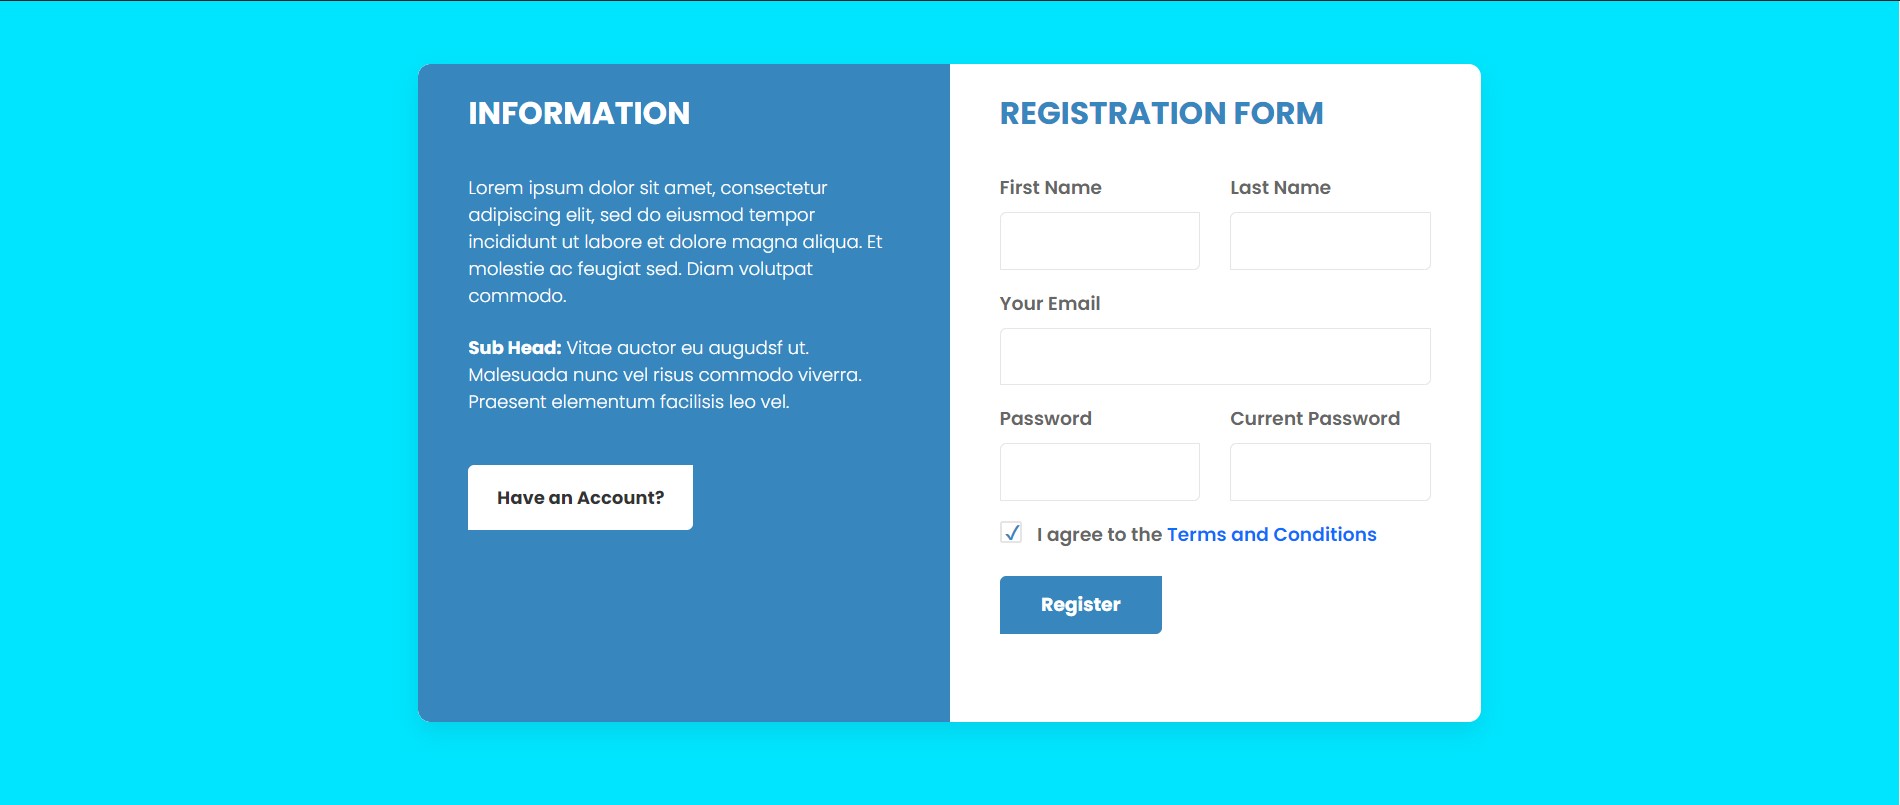 INFORMATION
Lorem ipsum dolor sit amet, consectetur
adipiscing elit, sed do eiusmod tempor
incididunt ut labore et dolore magna aliqua. Et
molestie ac feugiat sed. Diam volutpat
commodo.
Sub Head: Vitae auctor eu augudsf ut.
Malesuada nunc vel risus commodo viverra.
Praesent elementum facilisis leo vel.
Have an Account?
REGISTRATION FORM
First Name
Last Name
Your Email
Password
Current Password
I agree to the Terms and Conditions
Register